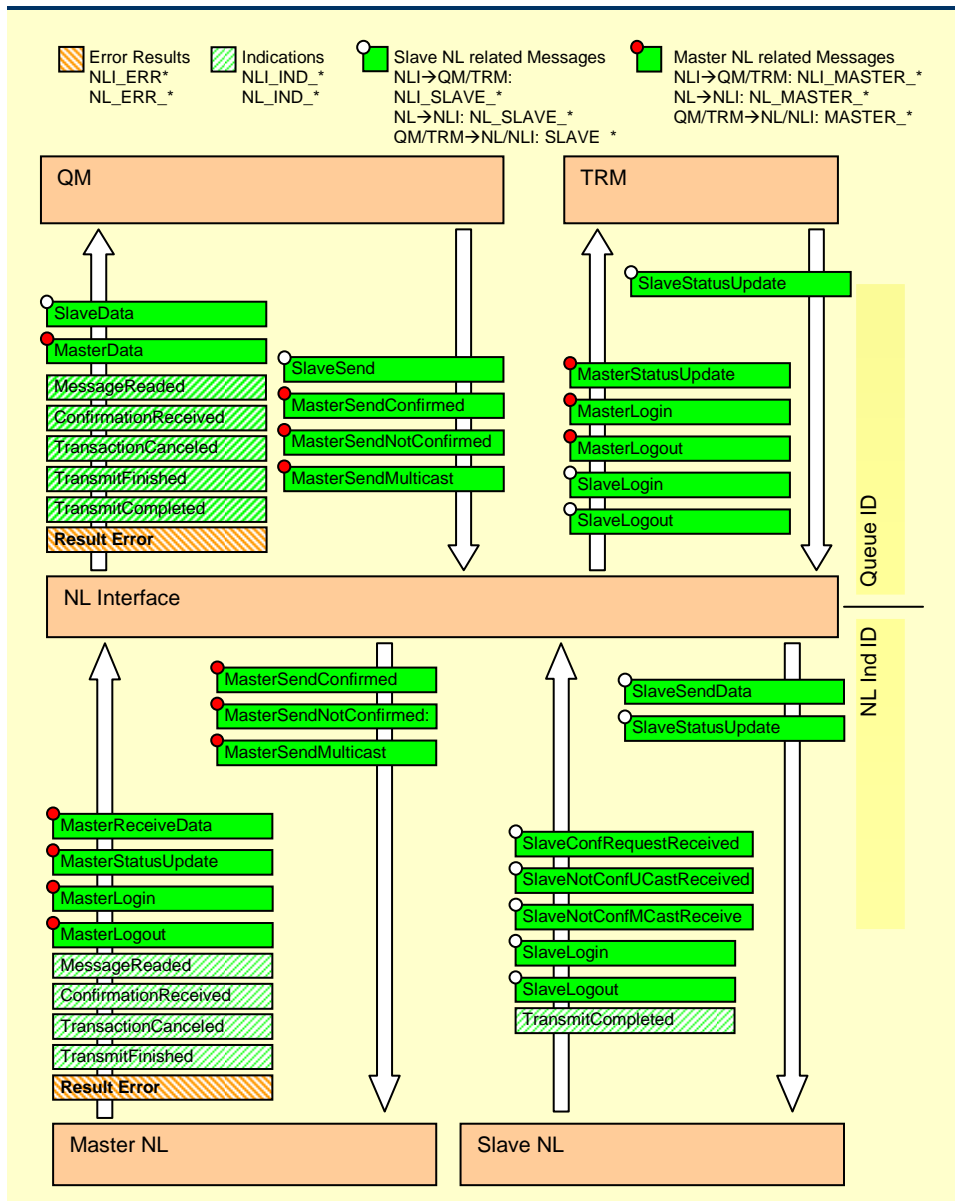 Error Results
NLI_ERR*
NL_ERR_*
Indications
NLI_IND_*
NL_IND_*
Slave NL related Messages
NLI→QM/TRM:
NLI_SLAVE_*
NL→NLI: NL_SLAVE_*
QM/TRM→NL/NLI: SLAVE *
Master NL related Messages
NLI→QM/TRM: NLI_MASTER_*
NL→NLI: NL_MASTER_*
QM/TRM→NL/NLI: MASTER_*
QM
TRM
SlaveData
MasterData
MessageReaded
ConfirmationReceived
TransactionCanceled
TransmitFinished
TransmitCompleted
Result Error
SlaveSend
MasterSendConfirmed
MasterSendNotConfirmed
MasterSendMulticast
SlaveStatusUpdate
MasterStatusUpdate
MasterLogin
MasterLogout
SlaveLogin
SlaveLogout
Queue ID
NL Interface
NL Ind ID
MasterSendConfirmed
MasterSendNotConfirmed:
MasterSendMulticast
SlaveSendData
SlaveStatusUpdate
MasterReceiveData
MasterStatusUpdate
MasterLogin
MasterLogout
MessageReaded
ConfirmationReceived
TransactionCanceled
TransmitFinished
Result Error
SlaveConfRequestReceived
SlaveNotConfUCastReceived
SlaveNotConfMCastReceive
SlaveLogin
SlaveLogout
TransmitCompleted
Master NL
Slave NL